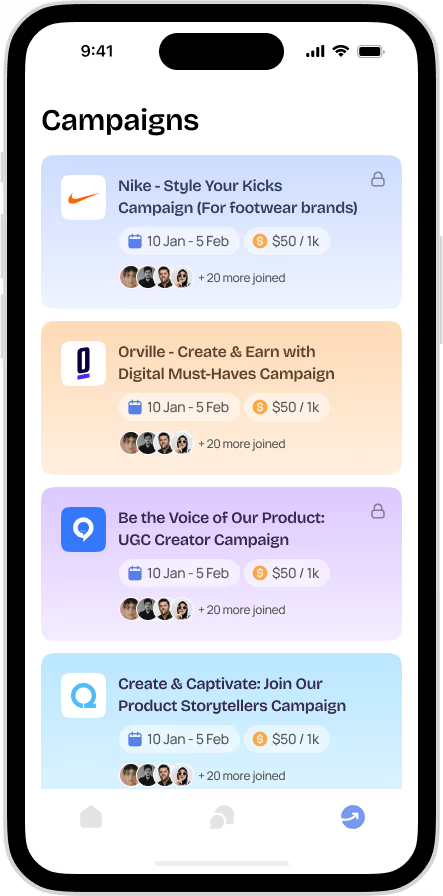 9:41
Campaigns
Nike - Style Your Kicks
Campaign (For footwear brands)
10 Jan - 5 Feb
$50 / 1k
+ 20 more joined
Orville - Create & Earn with
Digital Must-Haves Campaign
10 Jan - 5 Feb
$50 / 1k
+ 20 more joined
Be the Voice of Our Product:
UGC Creator Campaign
10 Jan - 5 Feb
$50 / 1k
+ 20 more joined
Create & Captivate: Join Our
Product Storytellers Campaign
10 Jan - 5 Feb
$50 / 1k
+ 20 more joined